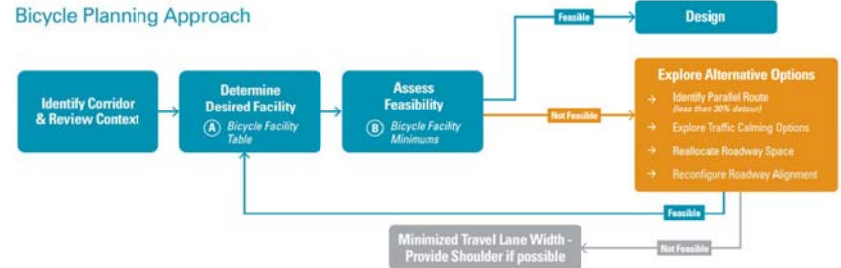 Bicycle Planning Approach
Identify Corridor
& Review Context
Determine
Desired Facility
A Bicycle Facility
Table
Assess
Feasibility
B Bicycle Facility
Minimums
Feasible
Design
Not Feasible
Explore Alternative Options
→ Identify Parallel Route
(less than 30% detour)
→ Explore Traffic Calming Options
→ Reallocate Roadway Space
→ Reconfigure Roadway Alignment
Feasible
Not Feasible
Minimized Travel Lane Width -
Provide Shoulder if possible